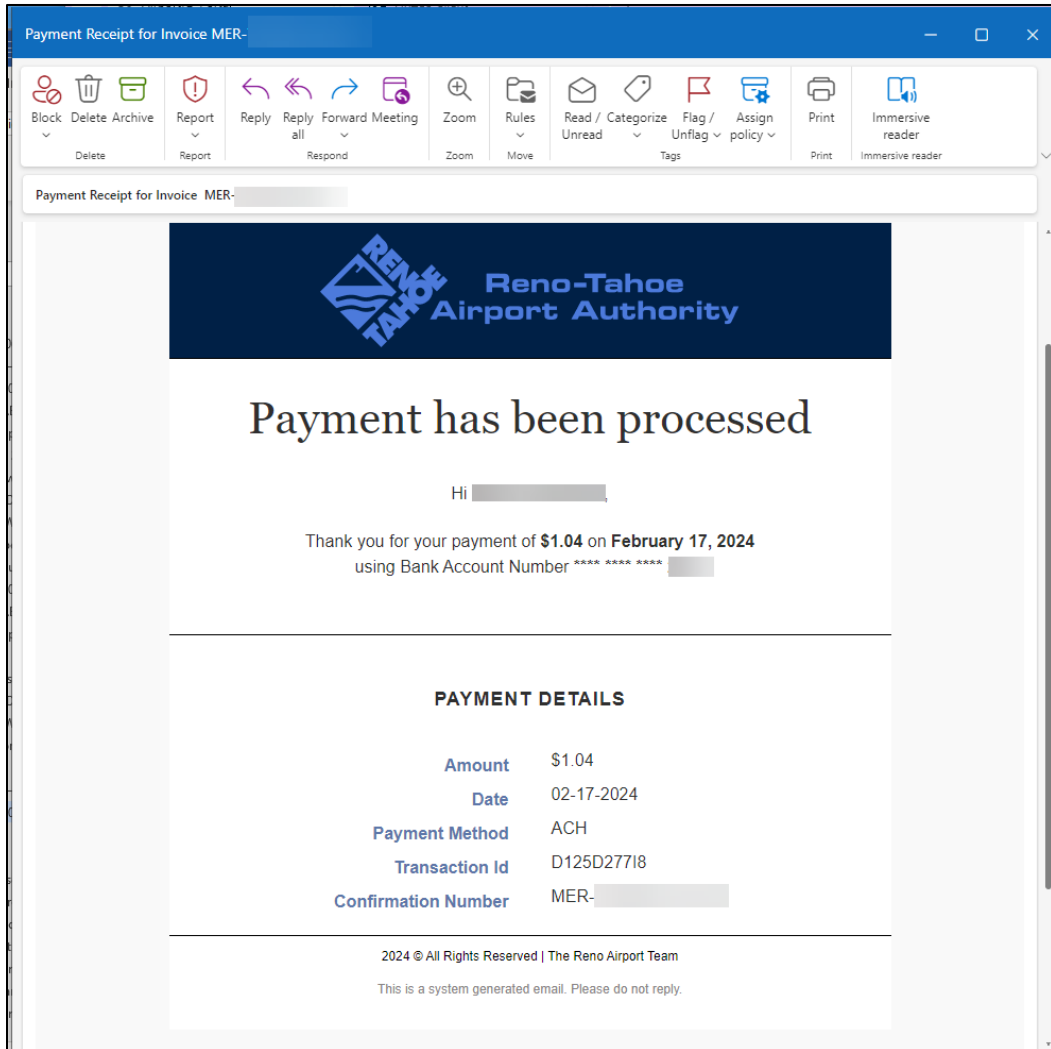 Payment Receipt for Invoice MER-
Block Delete Archive Report Reply Reply all Forward Meeting Zoom Rules Read / Unread Categorize Flag / Unflag Assign policy Print Immersive reader
Delete Report Respond Zoom Move Tags Print Immersive reader
Payment Receipt for Invoice MER-
RENO
TAHOE
Reno-Tahoe
Airport Authority
Payment has been processed
Hi ,
Thank you for your payment of $1.04 on February 17, 2024
using Bank Account Number **** **** ****
PAYMENT DETAILS
Amount $1.04
Date 02-17-2024
Payment Method ACH
Transaction Id D125D277I8
Confirmation Number MER-
2024 © All Rights Reserved | The Reno Airport Team
This is a system generated email. Please do not reply.